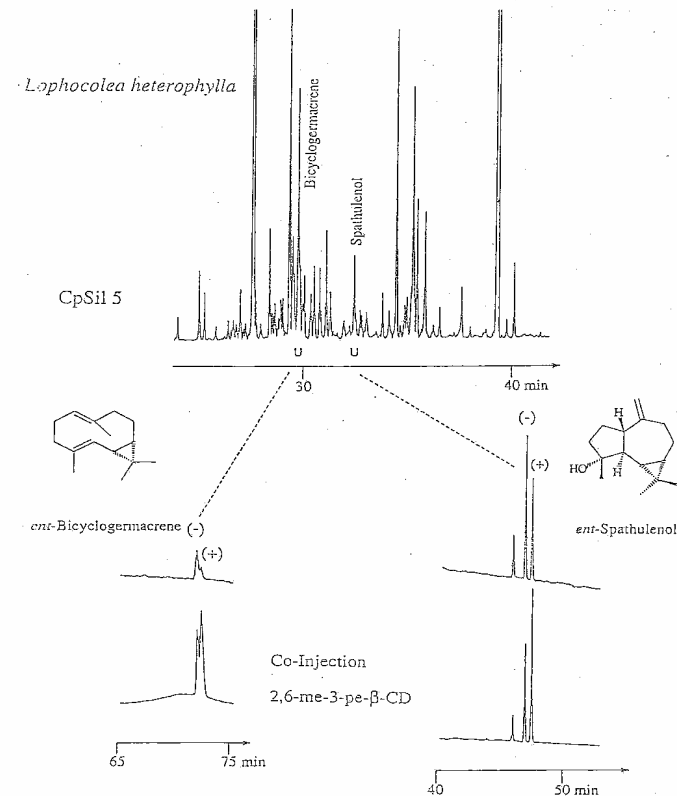 Lophocolea heterophylla
Bicyclogermacrene
Spathulenol
CpSil 5
U U
30 40 min
(-)
(+)
H
HO
H
ent-Bicyclogermacrene (-)
(+)
ent-Spathulenol
Co-Injection
2,6-me-3-pe-β-CD
65 75 min
40 50 min